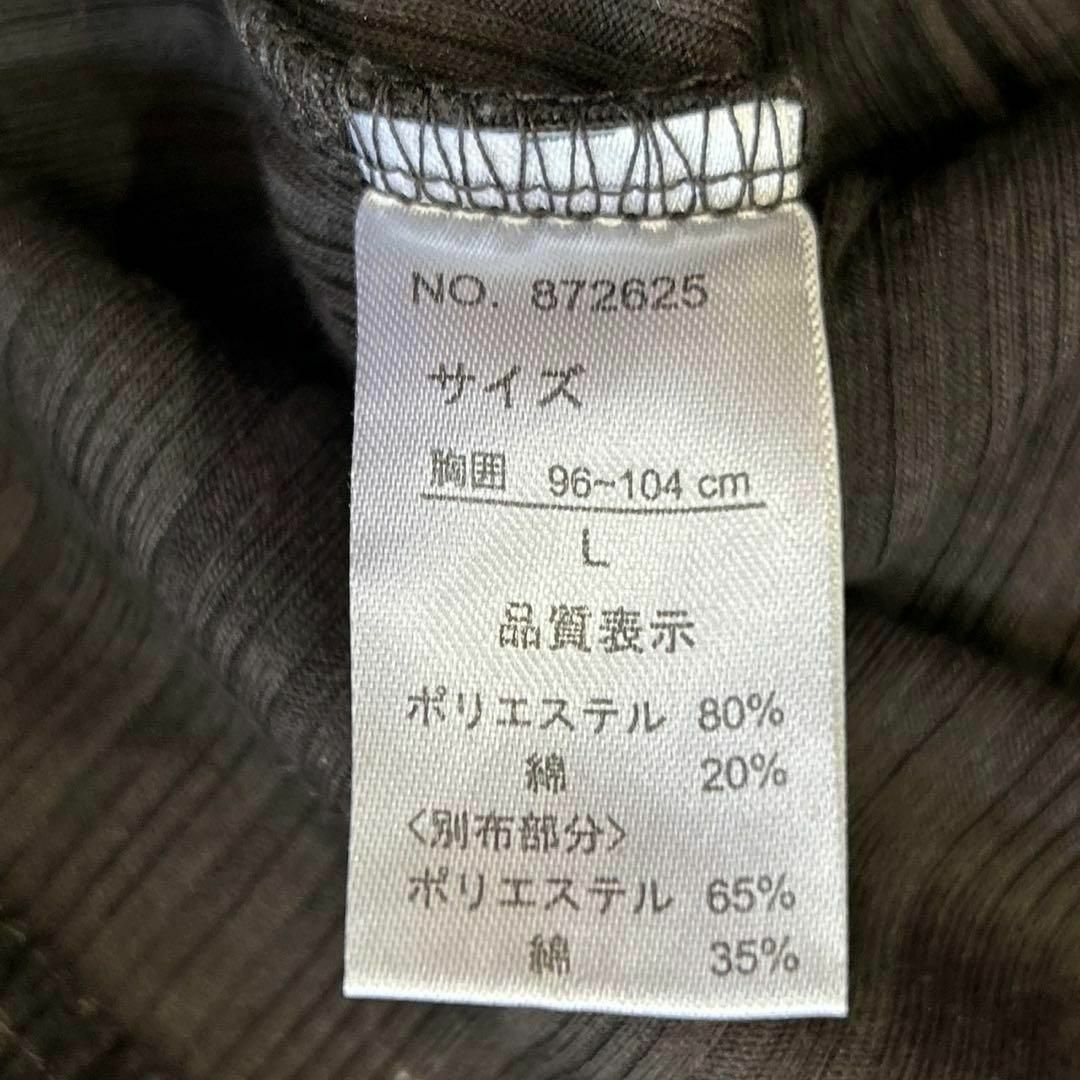 NO. 872625
サイズ
胸囲 96~104 cm
L
品質表示
ポリエステル 80%
綿 20%
〈別布部分〉
ポリエステル 65%
綿 35%